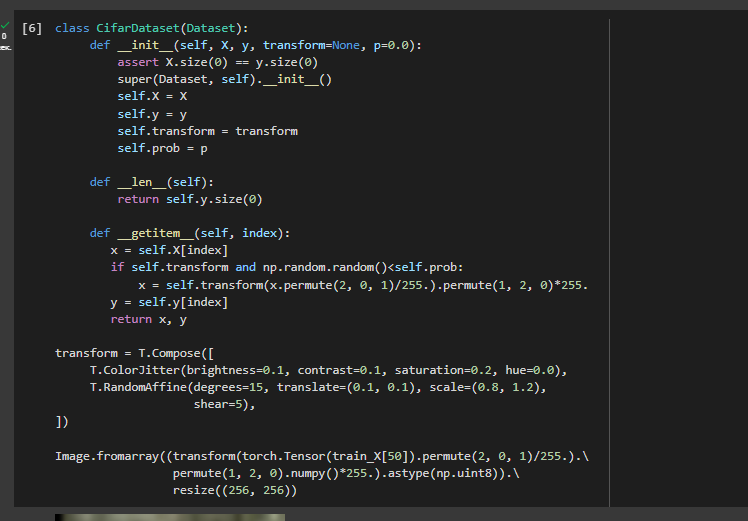 [6] class CifarDataset(Dataset):
def __init__(self, X, y, transform=None, p=0.0):
assert X.size(0) == y.size(0)
super(Dataset, self).__init__()
self.X = X
self.y = y
self.transform = transform
self.prob = p
def __len__(self):
return self.y.size(0)
def __getitem__(self, index):
x = self.X[index]
if self.transform and np.random.random()<self.prob:
x = self.transform(x.permute(2, 0, 1)/255.).permute(1, 2, 0)*255.
y = self.y[index]
return x, y
transform = T.Compose([
T.ColorJitter(brightness=0.1, contrast=0.1, saturation=0.2, hue=0.0),
T.RandomAffine(degrees=15, translate=(0.1, 0.1), scale=(0.8, 1.2),
shear=5),
])
Image.fromarray((transform(torch.Tensor(train_X[50]).permute(2, 0, 1)/255.).\
permute(1, 2, 0).numpy()*255.).astype(np.uint8)).\
resize((256, 256))